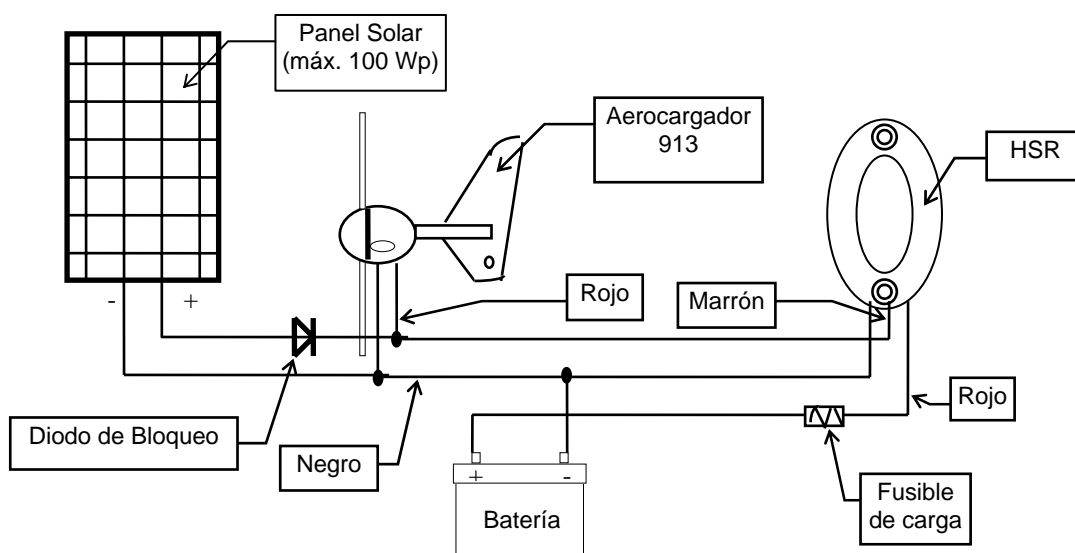 Panel Solar
(máx. 100 Wp)
Aerocargador
913
HSR
- +
Rojo
Marrón
Rojo
Diodo de Bloqueo
Negro
+ -
Batería
Fusible
de carga